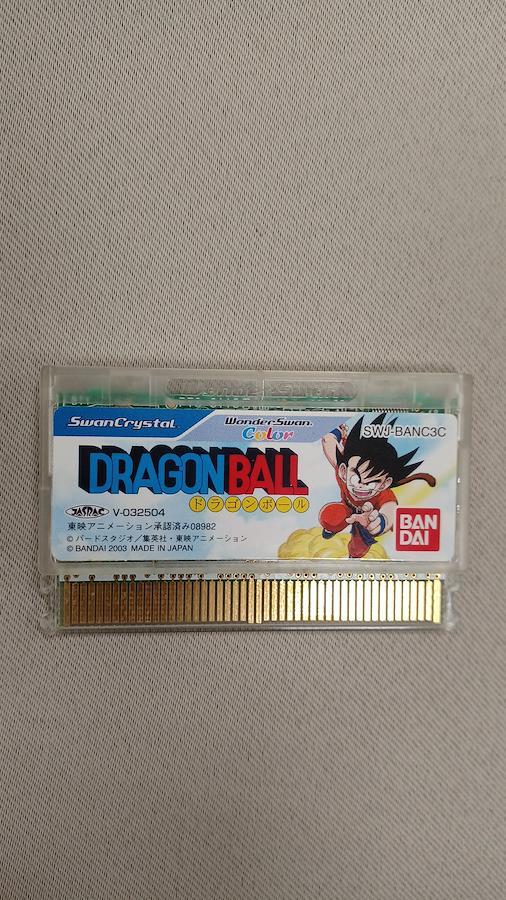 WonderSwan
SwanCrystal
WonderSwan
Color
SWJ-BANC3C
DRAGONBALL
ドラゴンボール
JASRAC V-032504
東映アニメーション承認済み08982
©バードスタジオ/集英社・東映アニメーション
© BANDAI 2003 MADE IN JAPAN
BAN
DAI